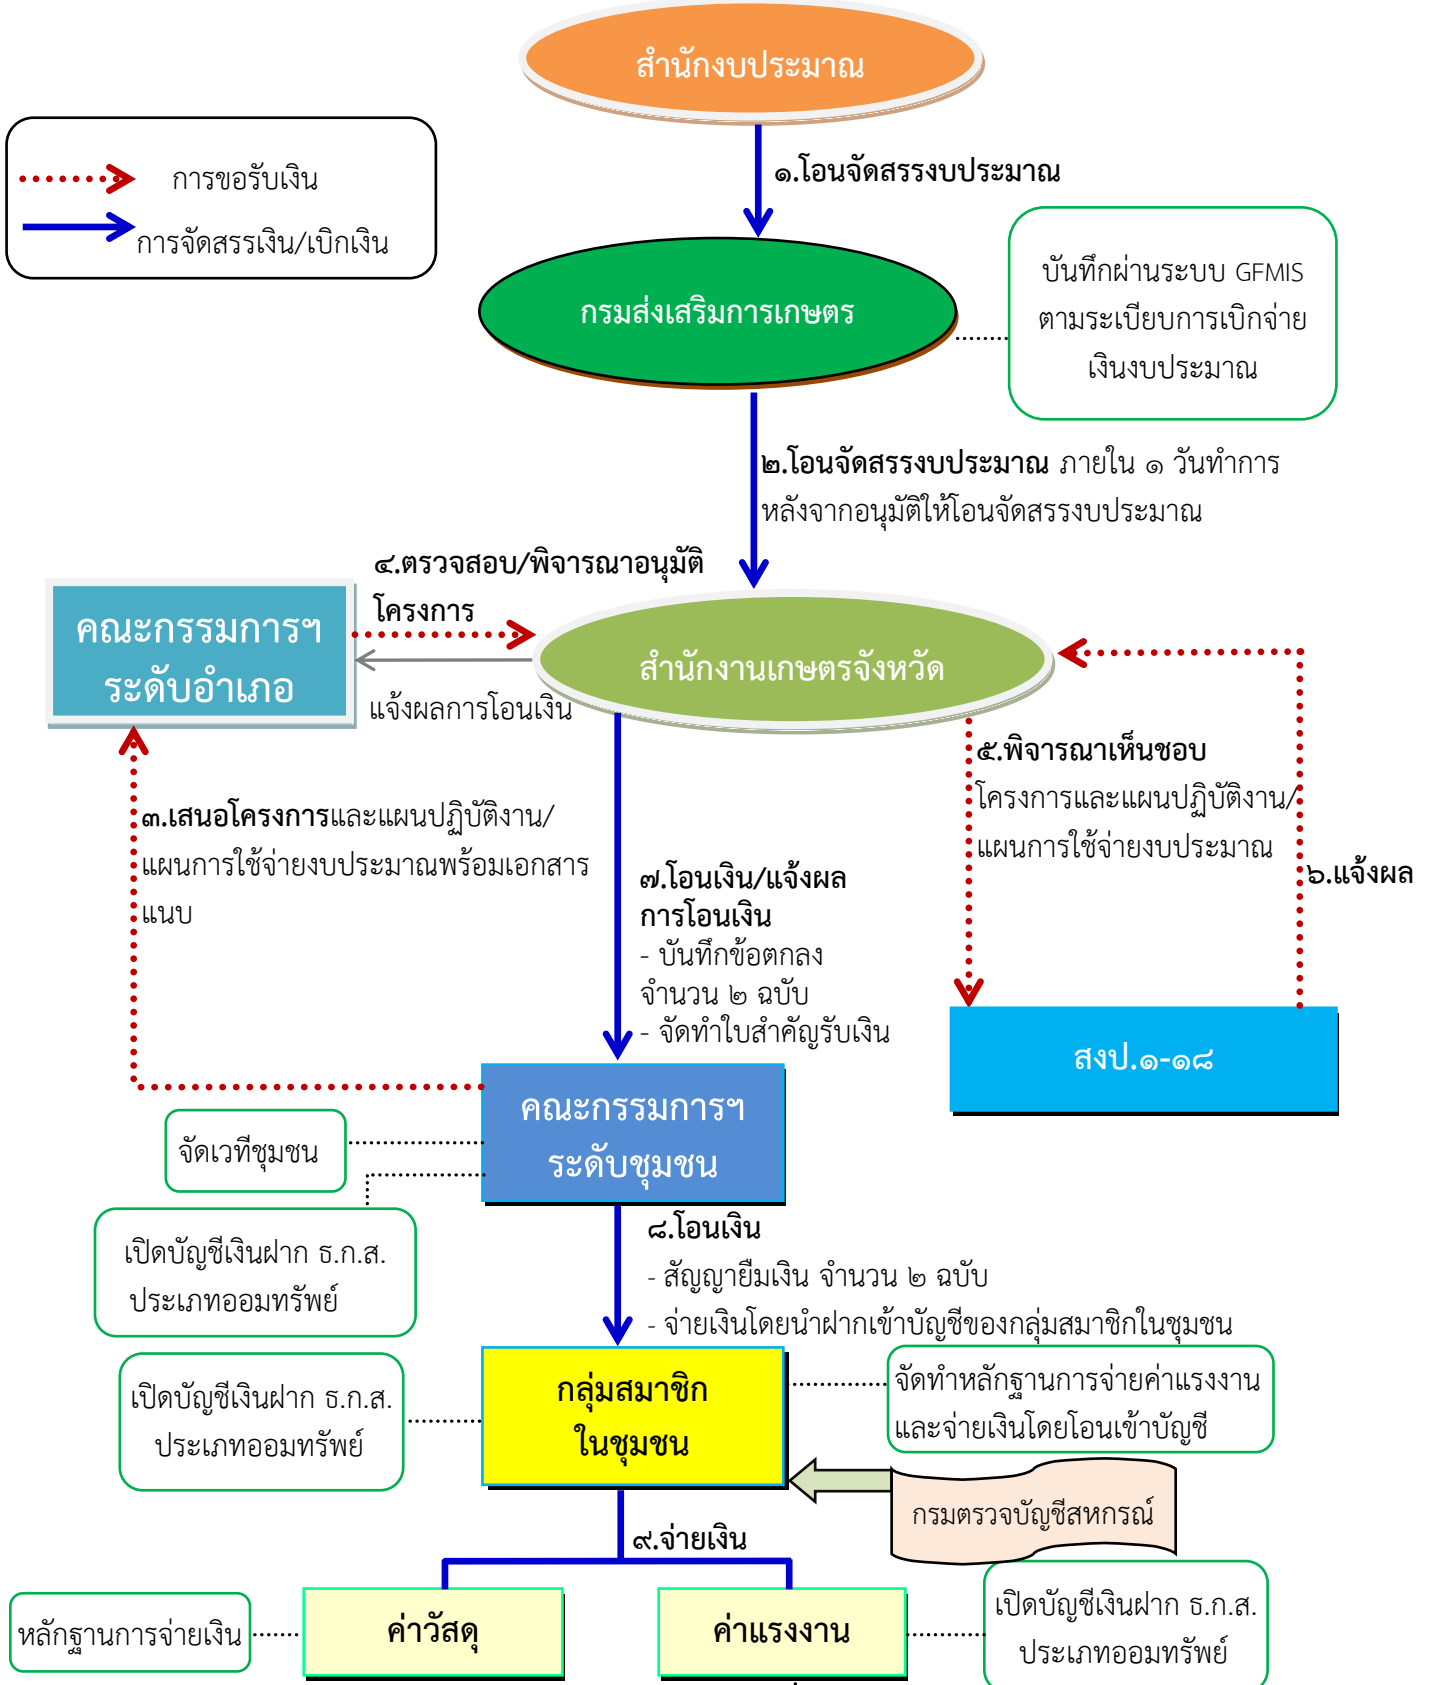 สำนักงบประมาณ
การขอรับเงิน
การจัดสรรเงิน/เบิกเงิน
๑.โอนจัดสรรงบประมาณ
กรมส่งเสริมการเกษตร
บันทึกผ่านระบบ GFMIS
ตามระเบียบการเบิกจ่าย
เงินงบประมาณ
๒.โอนจัดสรรงบประมาณ ภายใน ๑ วันทำการ
หลังจากอนุมัติให้โอนจัดสรรงบประมาณ
๔.ตรวจสอบ/พิจารณาอนุมัติ
โครงการ
คณะกรรมการฯ
ระดับอำเภอ
สำนักงานเกษตรจังหวัด
แจ้งผลการโอนเงิน
๓.เสนอโครงการและแผนปฏิบัติงาน/
แผนการใช้จ่ายงบประมาณพร้อมเอกสาร
แนบ
๕.พิจารณาเห็นชอบ
โครงการและแผนปฏิบัติงาน/
แผนการใช้จ่ายงบประมาณ
๖.แจ้งผล
๗.โอนเงิน/แจ้งผล
การโอนเงิน
- บันทึกข้อตกลง
จำนวน ๒ ฉบับ
- จัดทำใบสำคัญรับเงิน
สงป.๑-๑๘
คณะกรรมการฯ
ระดับชุมชน
จัดเวทีชุมชน
เปิดบัญชีเงินฝาก ธ.ก.ส.
ประเภทออมทรัพย์
๘.โอนเงิน
- สัญญายืมเงิน จำนวน ๒ ฉบับ
- จ่ายเงินโดยนำฝากเข้าบัญชีของกลุ่มสมาชิกในชุมชน
เปิดบัญชีเงินฝาก ธ.ก.ส.
ประเภทออมทรัพย์
กลุ่มสมาชิก
ในชุมชน
จัดทำหลักฐานการจ่ายค่าแรงงาน
และจ่ายเงินโดยโอนเข้าบัญชี
กรมตรวจบัญชีสหกรณ์
๙.จ่ายเงิน
หลักฐานการจ่ายเงิน
ค่าวัสดุ
ค่าแรงงาน
เปิดบัญชีเงินฝาก ธ.ก.ส.
ประเภทออมทรัพย์